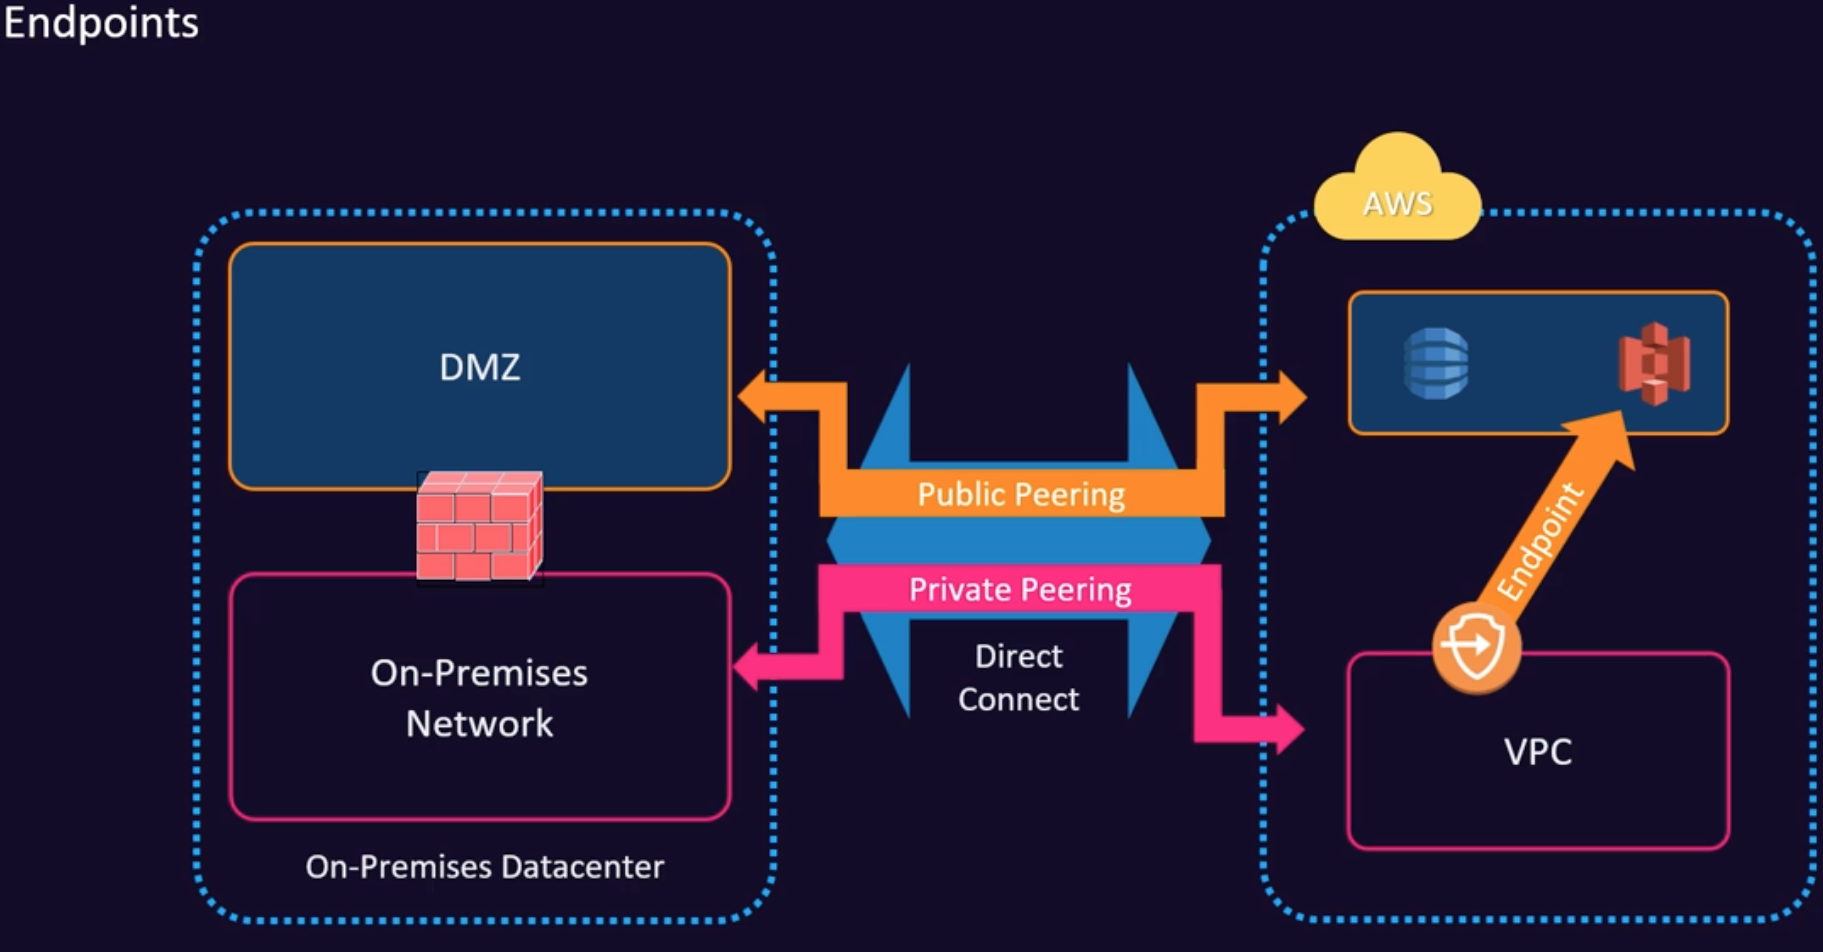 Endpoints
AWS
DMZ
Public Peering
Endpoint
Private Peering
On-Premises
Network
Direct
Connect
VPC
On-Premises Datacenter